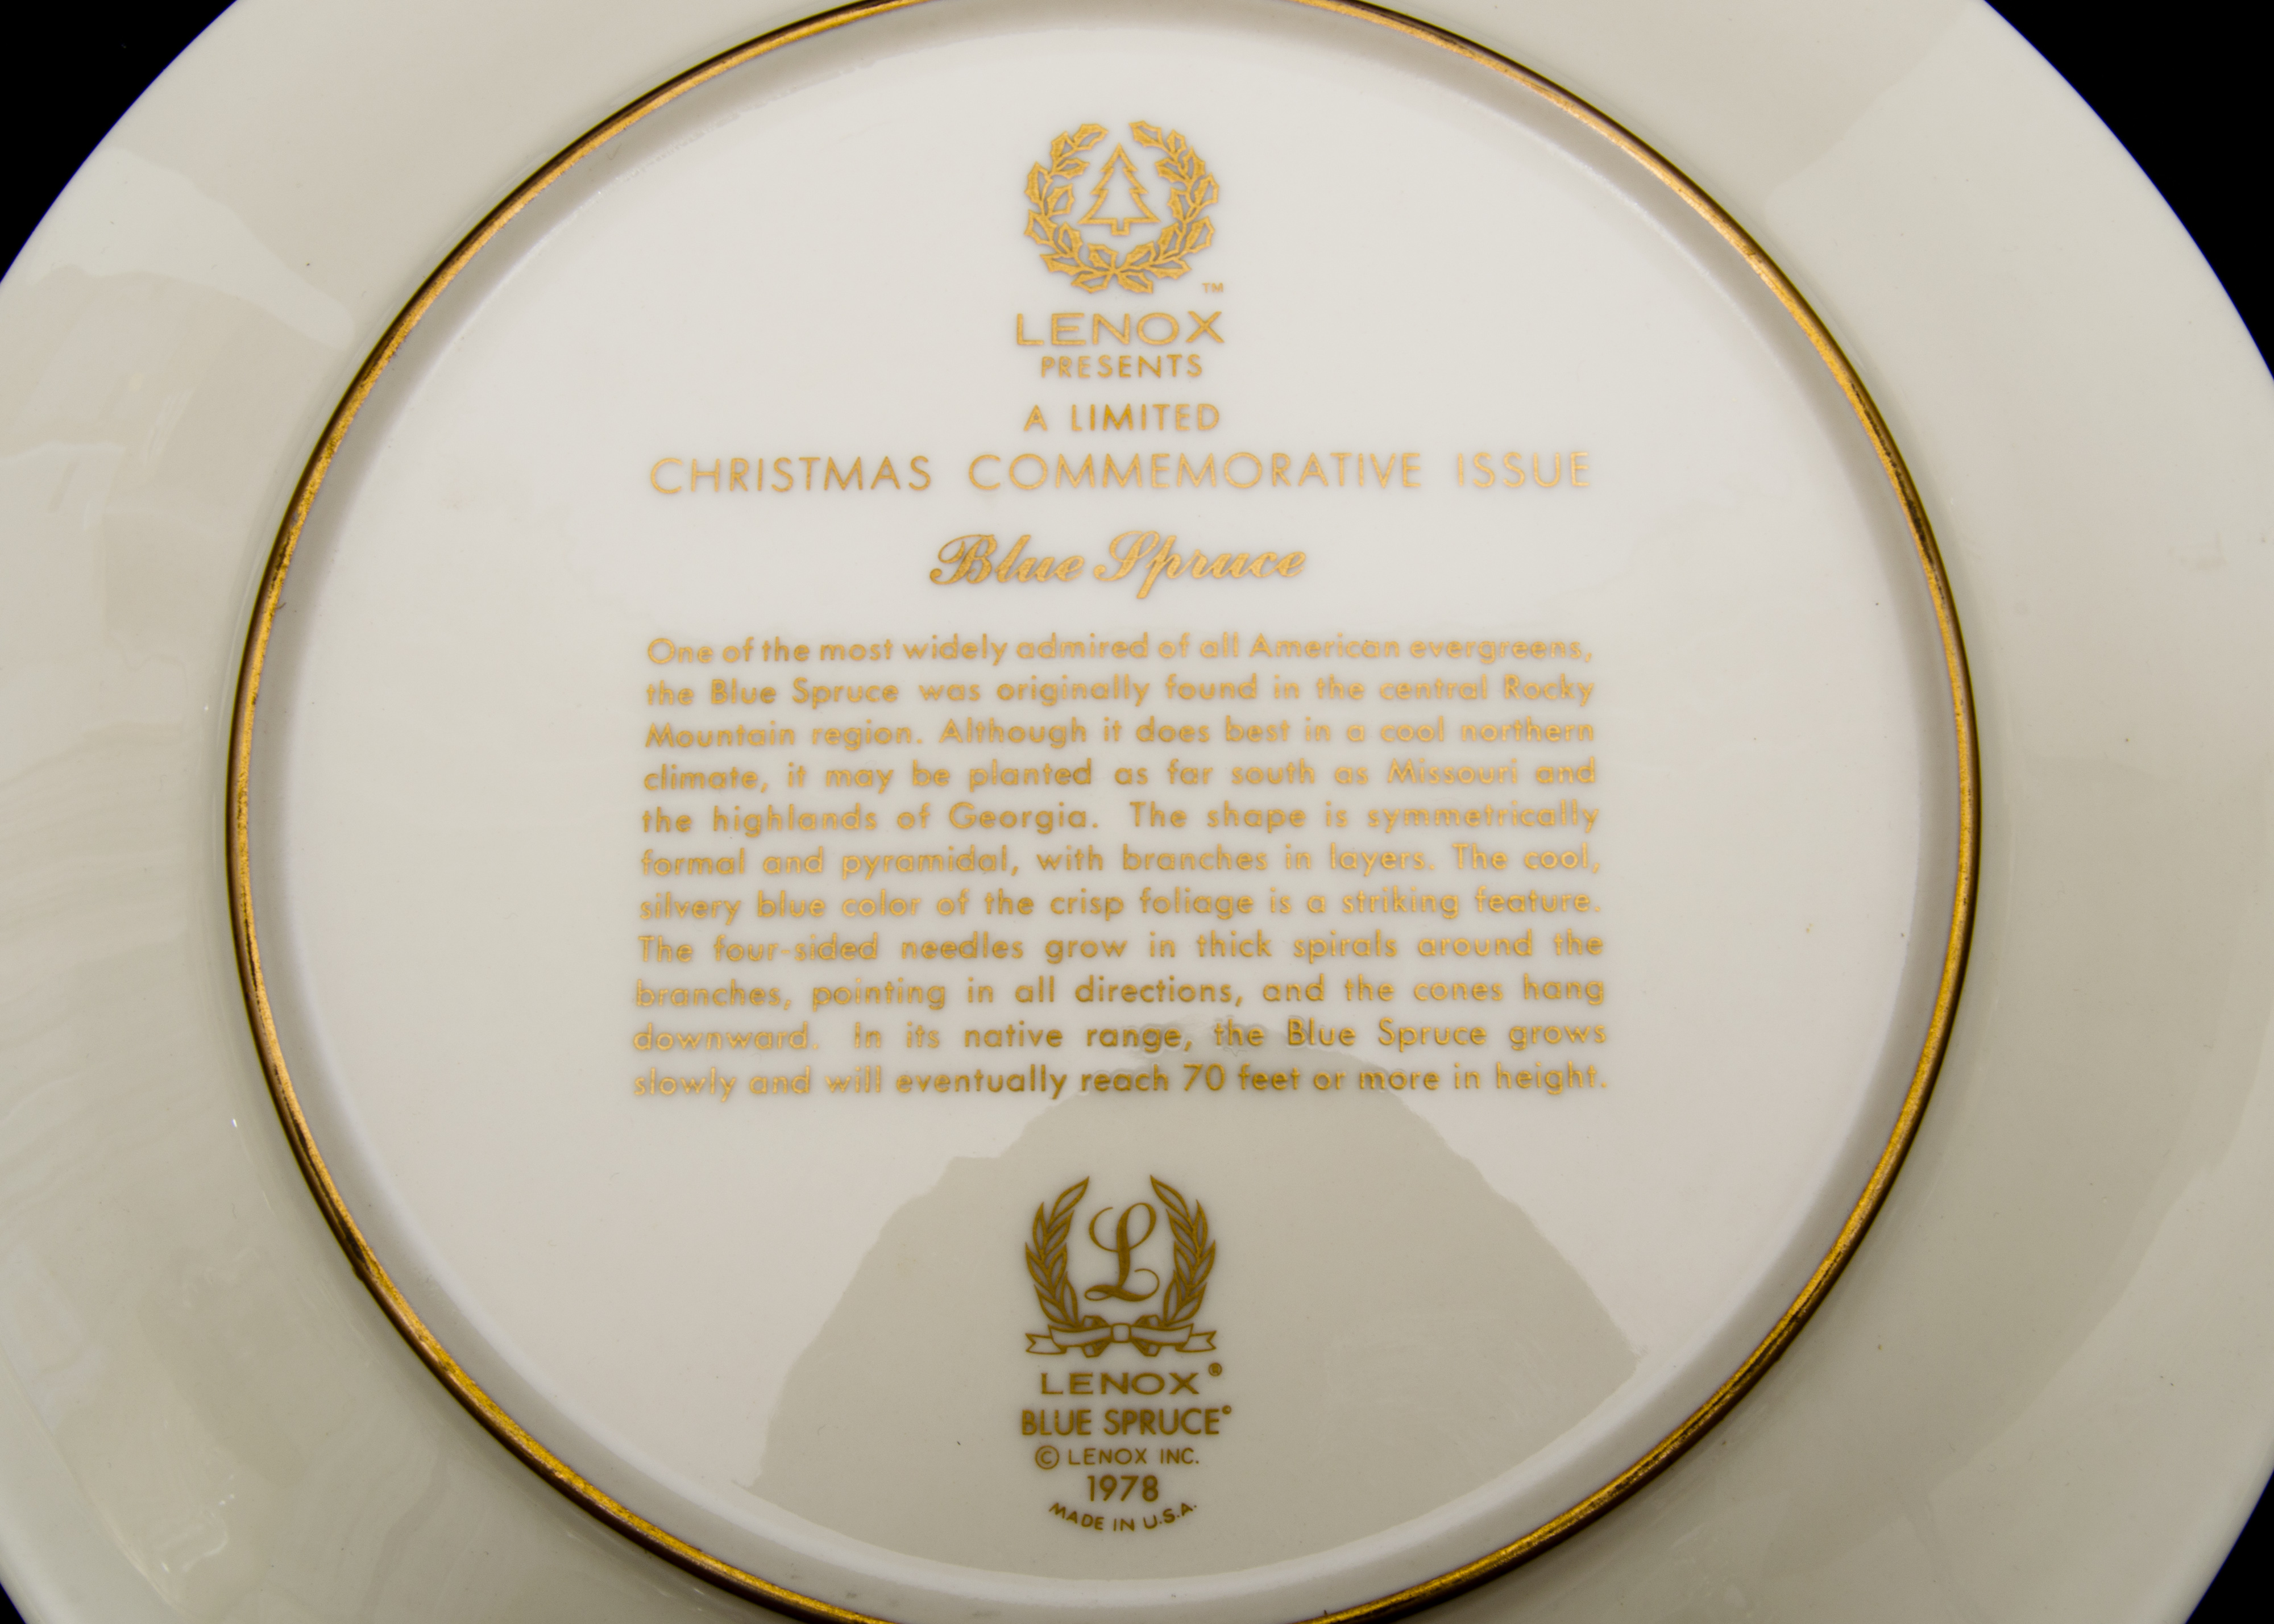 TM
LENOX
PRESENTS
A LIMITED
CHRISTMAS COMMEMORATIVE ISSUE
Blue Spruce
One of the most widely admired of all American evergreens,
the Blue Spruce was originally found in the central Rocky
Mountain region. Although it does best in a cool northern
climate, it may be planted as far south as Missouri and
the highlands of Georgia. The shape is symmetrically
formal and pyramidal, with branches in layers. The cool,
silvery blue color of the crisp foliage is a striking feature.
The four-sided needles grow in thick spirals around the
branches, pointing in all directions, and the cones hang
downward. In its native range, the Blue Spruce grows
slowly and will eventually reach 70 feet or more in height.
L
LENOX®
BLUE SPRUCE©
© LENOX INC.
1978
MADE IN U.S.A.